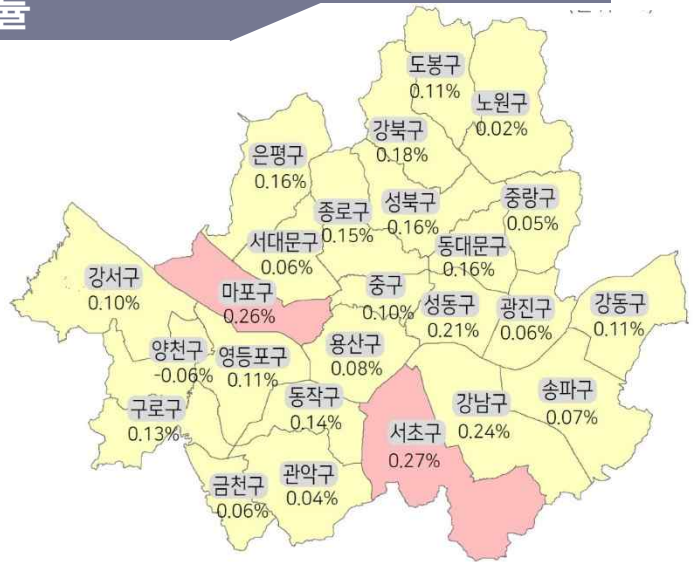 도봉구
0.11%
노원구
0.02%
강북구
0.18%
은평구
0.16%
종로구
0.15%
성북구
0.16%
중랑구
0.05%
서대문구
0.06%
동대문구
0.16%
강서구
0.10%
마포구
0.26%
중구
0.10%
성동구
0.21%
광진구
0.06%
강동구
0.11%
양천구
-0.06%
영등포구
0.11%
용산구
0.08%
구로구
0.13%
동작구
0.14%
서초구
0.27%
강남구
0.24%
송파구
0.07%
금천구
0.06%
관악구
0.04%